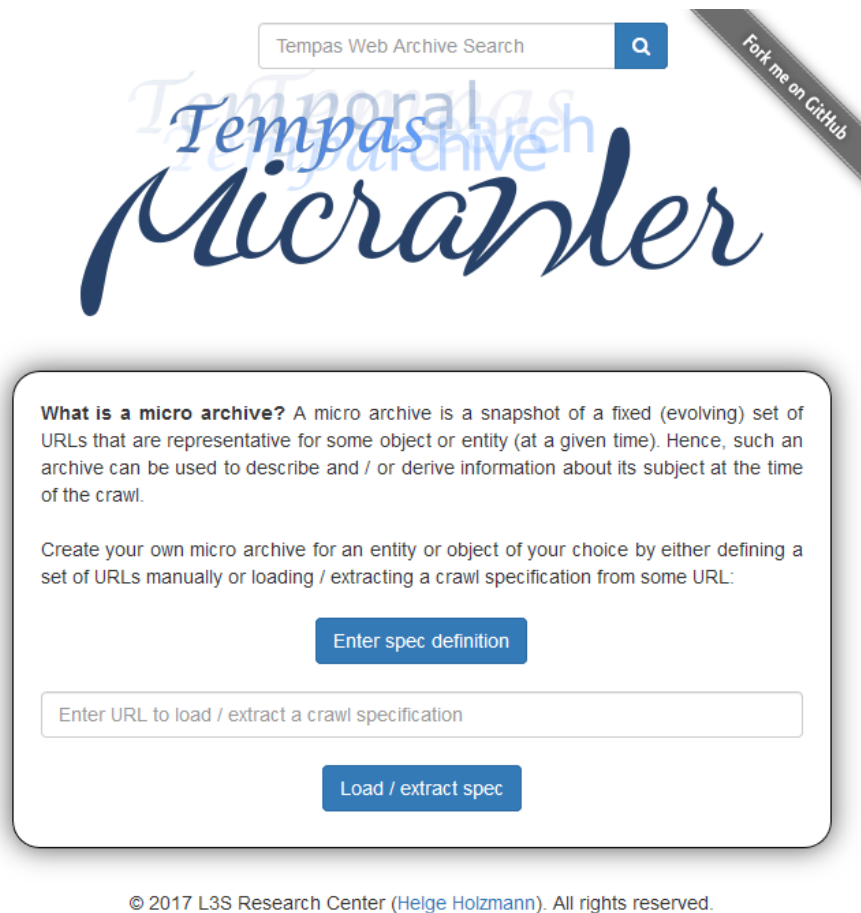 Tempas Web Archive Search
Fork me on GitHub
Temporal
Tempas
search
Tempas
Tempas
archive
Micrawler
What is a micro archive? A micro archive is a snapshot of a fixed (evolving) set of
URLs that are representative for some object or entity (at a given time). Hence, such an
archive can be used to describe and / or derive information about its subject at the time
of the crawl.
Create your own micro archive for an entity or object of your choice by either defining a
set of URLs manually or loading / extracting a crawl specification from some URL:
Enter spec definition
Enter URL to load / extract a crawl specification
Load / extract spec
© 2017 L3S Research Center (Helge Holzmann). All rights reserved.